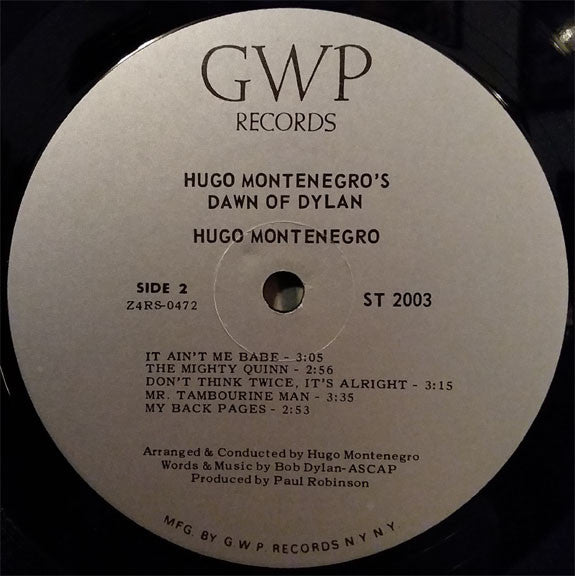 GWP
RECORDS
HUGO MONTENEGRO'S
DAWN OF DYLAN
HUGO MONTENEGRO
SIDE 2
Z4RS-0472
ST 2003
IT AIN'T ME BABE - 3:05
THE MIGHTY QUINN - 2:56
DON'T THINK TWICE, IT'S ALRIGHT - 3:15
MR. TAMBOURINE MAN - 3:35
MY BACK PAGES - 2:53
Arranged & Conducted by Hugo Montenegro
Words & Music by Bob Dylan-ASCAP
Produced by Paul Robinson
MFG. BY G.W.P. RECORDS N Y N Y